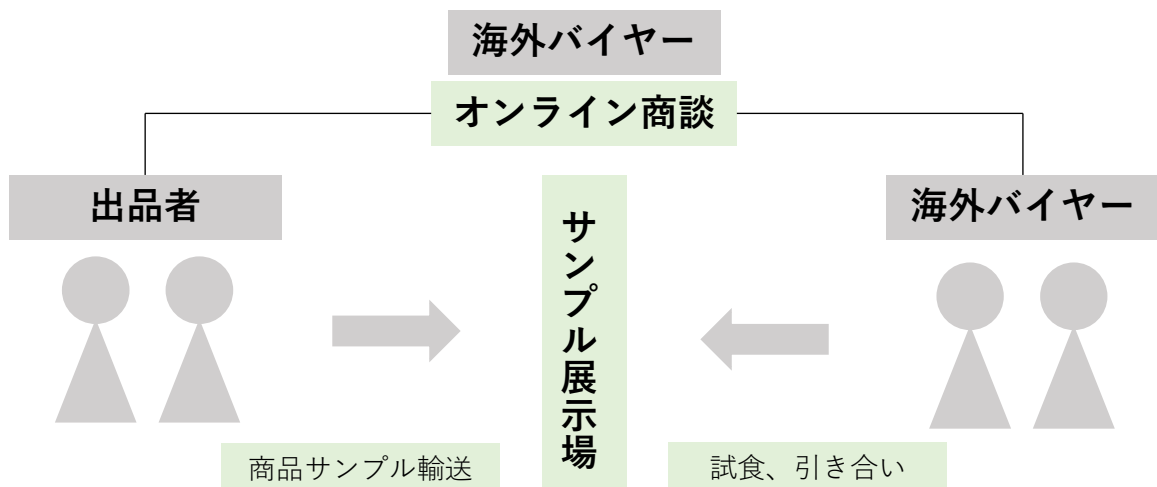 海外バイヤー
オンライン商談
出品者
サンプル展示場
海外バイヤー
商品サンプル輸送
試食、引き合い